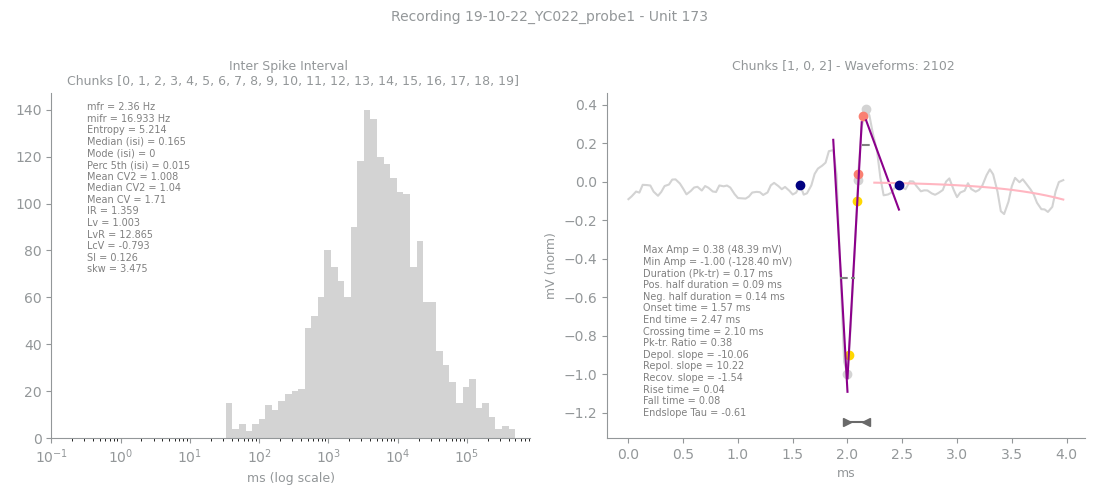 Recording 19-10-22_YC022_probe1 - Unit 173
Inter Spike Interval
Chunks [0, 1, 2, 3, 4, 5, 6, 7, 8, 9, 10, 11, 12, 13, 14, 15, 16, 17, 18, 19]
140
120
100
80
60
40
20
0
mfr = 2.36 Hz
mifr = 16.933 Hz
Entropy = 5.214
Median (isi) = 0.165
Mode (isi) = 0
Perc 5th (isi) = 0.015
Mean CV2 = 1.008
Median CV2 = 1.04
Mean CV = 1.71
IR = 1.359
Lv = 1.003
LvR = 12.865
LcV = -0.793
SI = 0.126
skw = 3.475
10⁻¹ 10⁰ 10¹ 10² 10³ 10⁴ 10⁵
ms (log scale)
Chunks [1, 0, 2] - Waveforms: 2102
mV (norm)
0.4
0.2
0.0
−0.2
−0.4
−0.6
−0.8
−1.0
−1.2
Max Amp = 0.38 (48.39 mV)
Min Amp = -1.00 (-128.40 mV)
Duration (Pk-tr) = 0.17 ms
Pos. half duration = 0.09 ms
Neg. half duration = 0.14 ms
Onset time = 1.57 ms
End time = 2.47 ms
Crossing time = 2.10 ms
Pk-tr. Ratio = 0.38
Depol. slope = -10.06
Repol. slope = 10.22
Recov. slope = -1.54
Rise time = 0.04
Fall time = 0.08
Endslope Tau = -0.61
0.0 0.5 1.0 1.5 2.0 2.5 3.0 3.5 4.0
ms